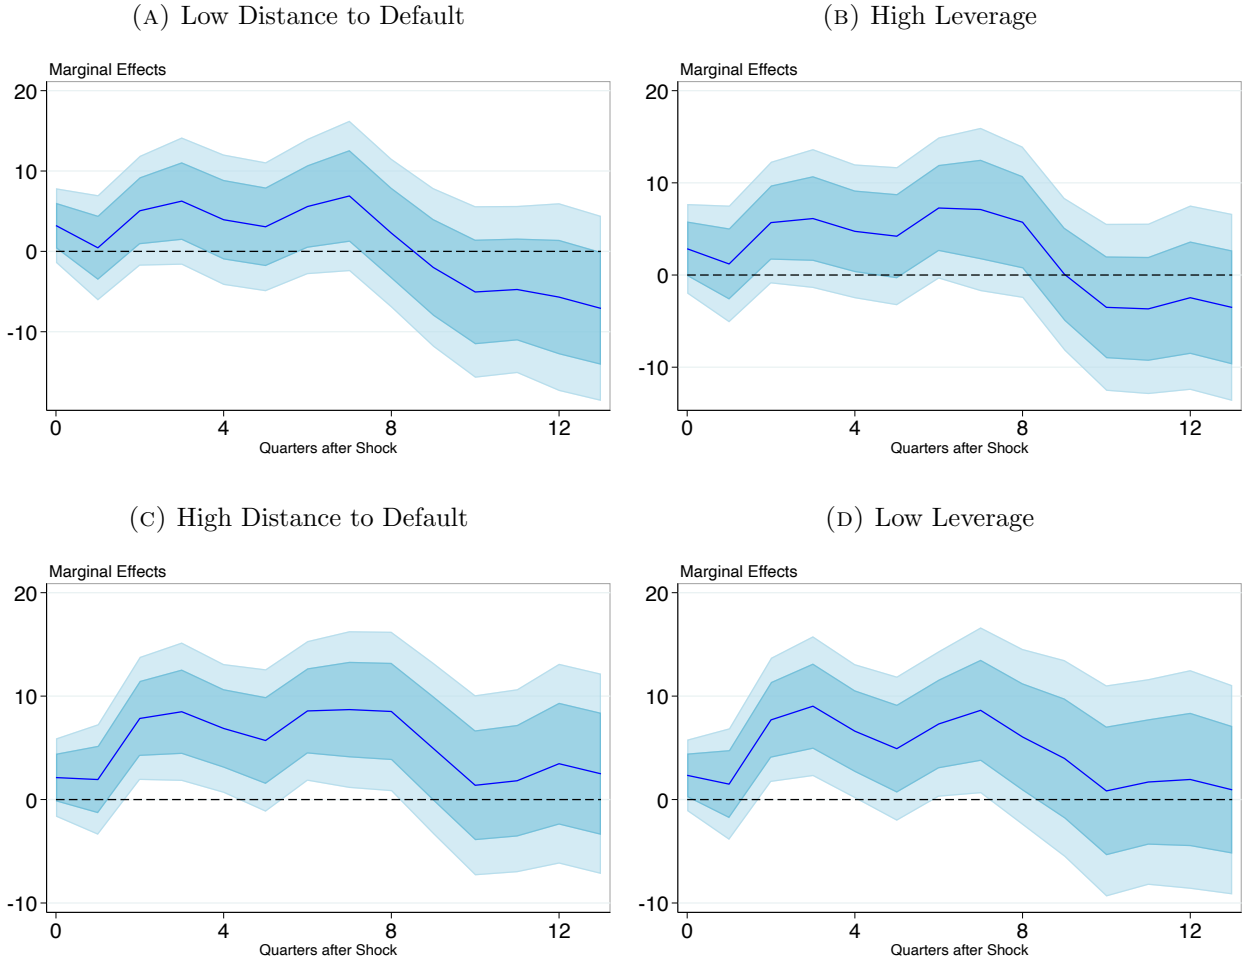 (A) Low Distance to Default
Marginal Effects
20
10
0
-10
0 4 8 12
Quarters after Shock
(B) High Leverage
Marginal Effects
20
10
0
-10
0 4 8 12
Quarters after Shock
(C) High Distance to Default
Marginal Effects
20
10
0
-10
0 4 8 12
Quarters after Shock
(D) Low Leverage
Marginal Effects
20
10
0
-10
0 4 8 12
Quarters after Shock